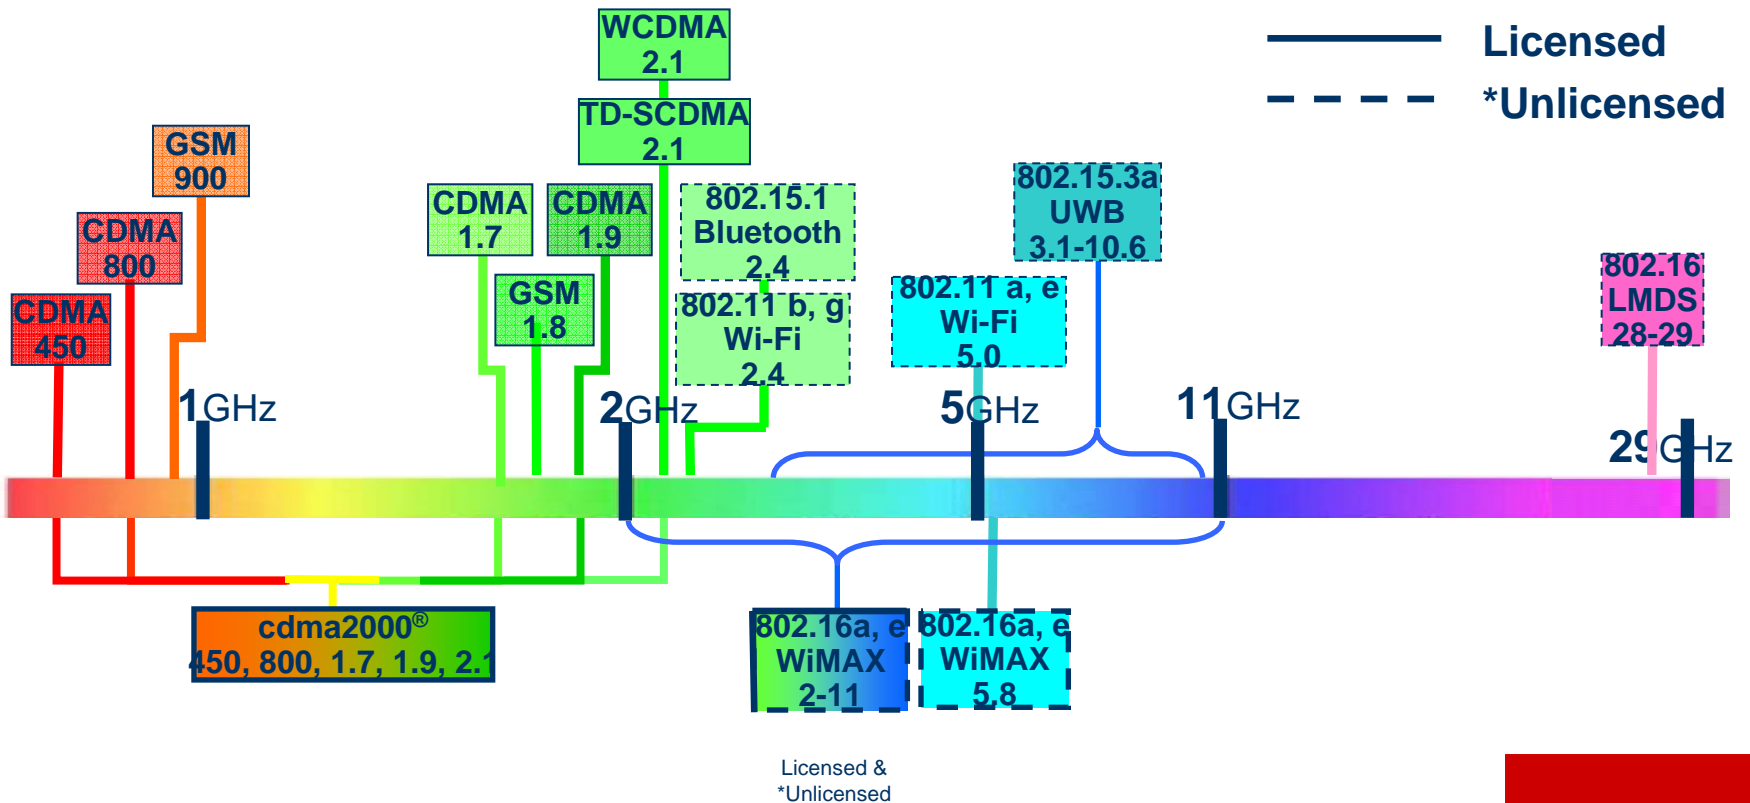 WCDMA
2.1
Licensed
*Unlicensed
TD-SCDMA
2.1
GSM
900
802.15.3a
UWB
3.1-10.6
CDMA
1.7
CDMA
1.9
802.15.1
Bluetooth
2.4
CDMA
800
802.16
LMDS
28-29
GSM
1.8
802.11 a, e
Wi-Fi
5.0
802.11 b, g
Wi-Fi
2.4
CDMA
450
1GHz
2GHz
5GHz
11GHz
29GHz
cdma2000®
450, 800, 1.7, 1.9, 2.1
802.16a, e
WiMAX
2-11
802.16a, e
WiMAX
5.8
Licensed &
*Unlicensed